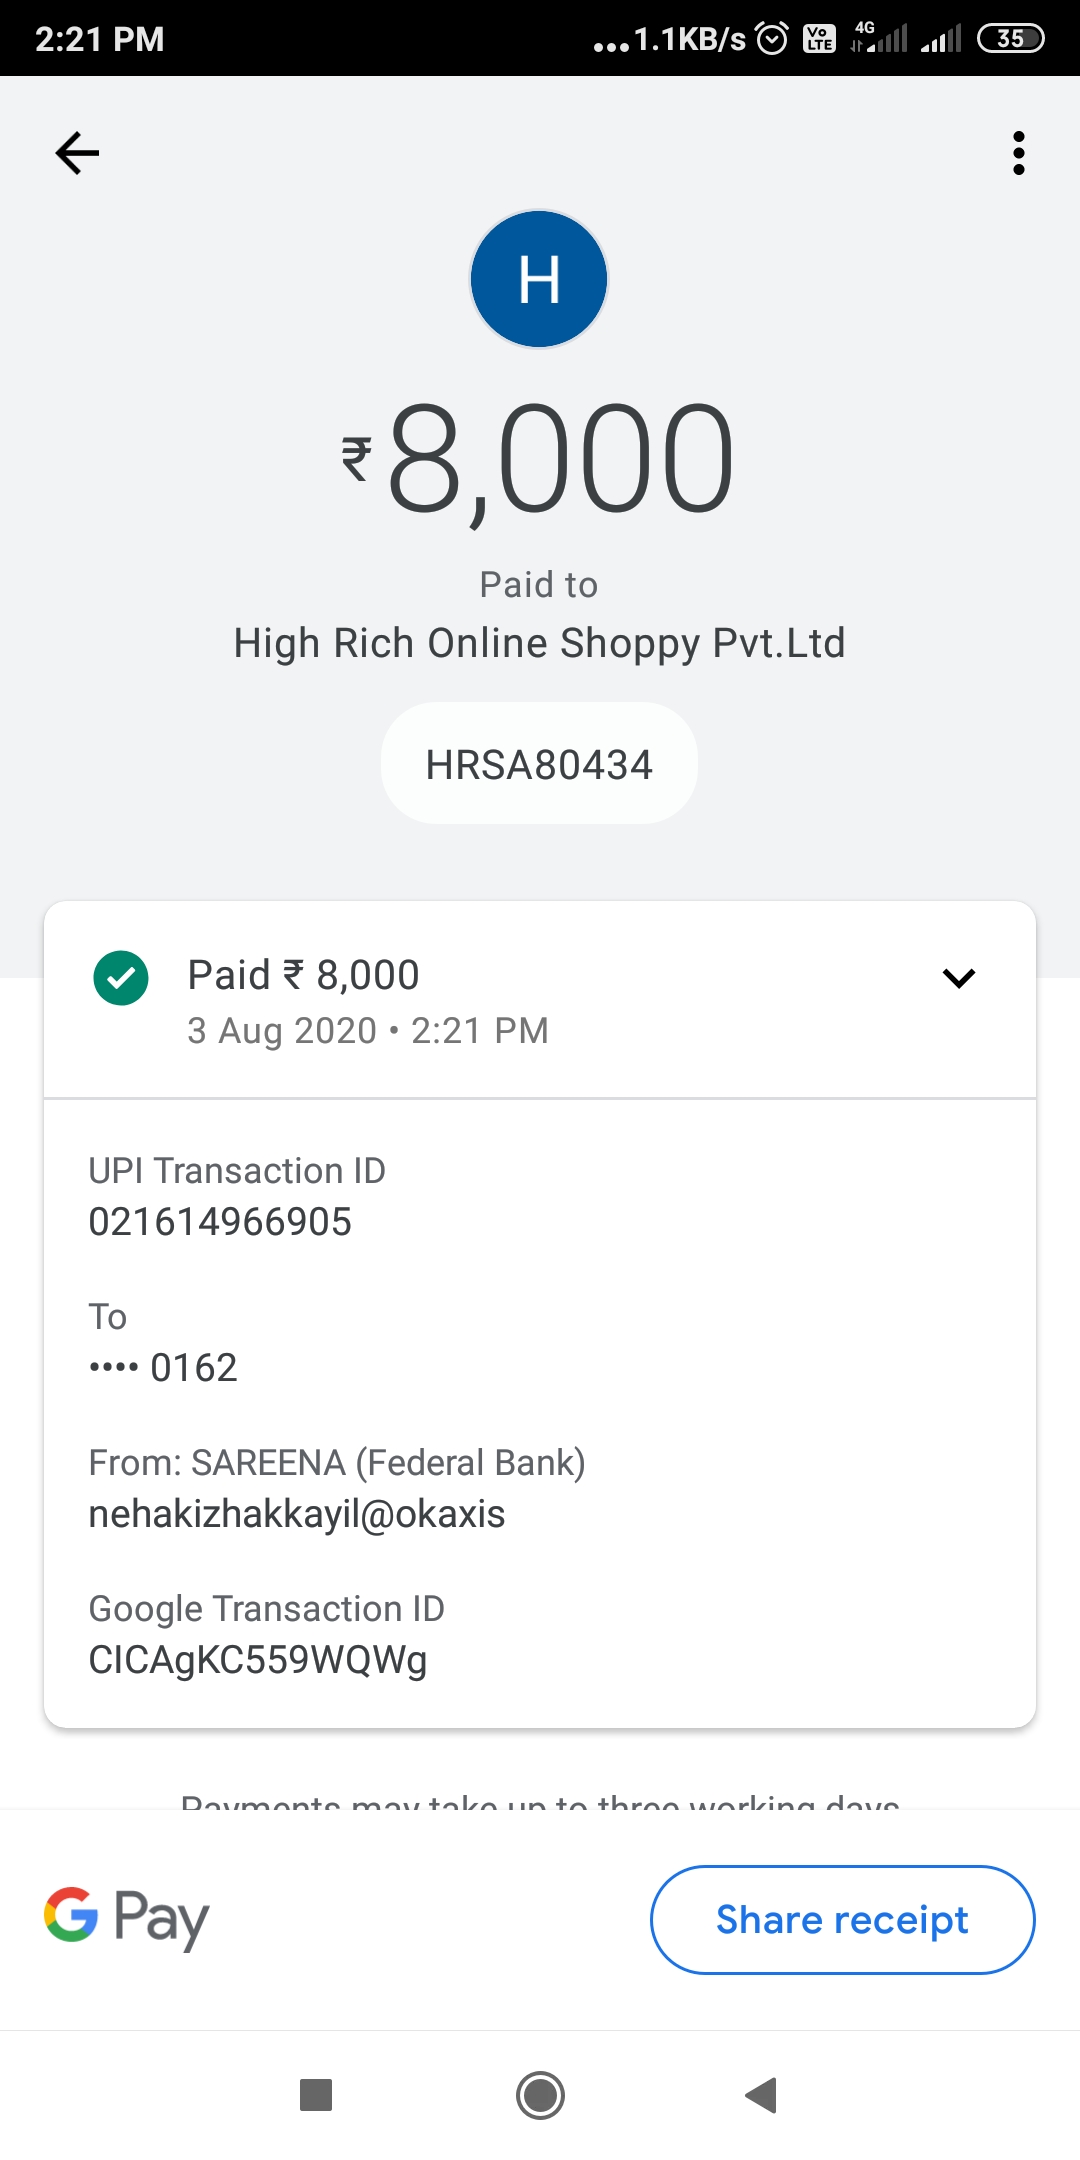 2:21 PM
...1.1KB/s
Vo LTE
4G
35
H
₹8,000
Paid to
High Rich Online Shoppy Pvt.Ltd
HRSA80434
Paid ₹ 8,000
3 Aug 2020 • 2:21 PM
UPI Transaction ID
021614966905
To
•••• 0162
From: SAREENA (Federal Bank)
nehakizhakkayil@okaxis
Google Transaction ID
CICAgKC559WQWg
Payments may take up to three working days
G Pay
Share receipt